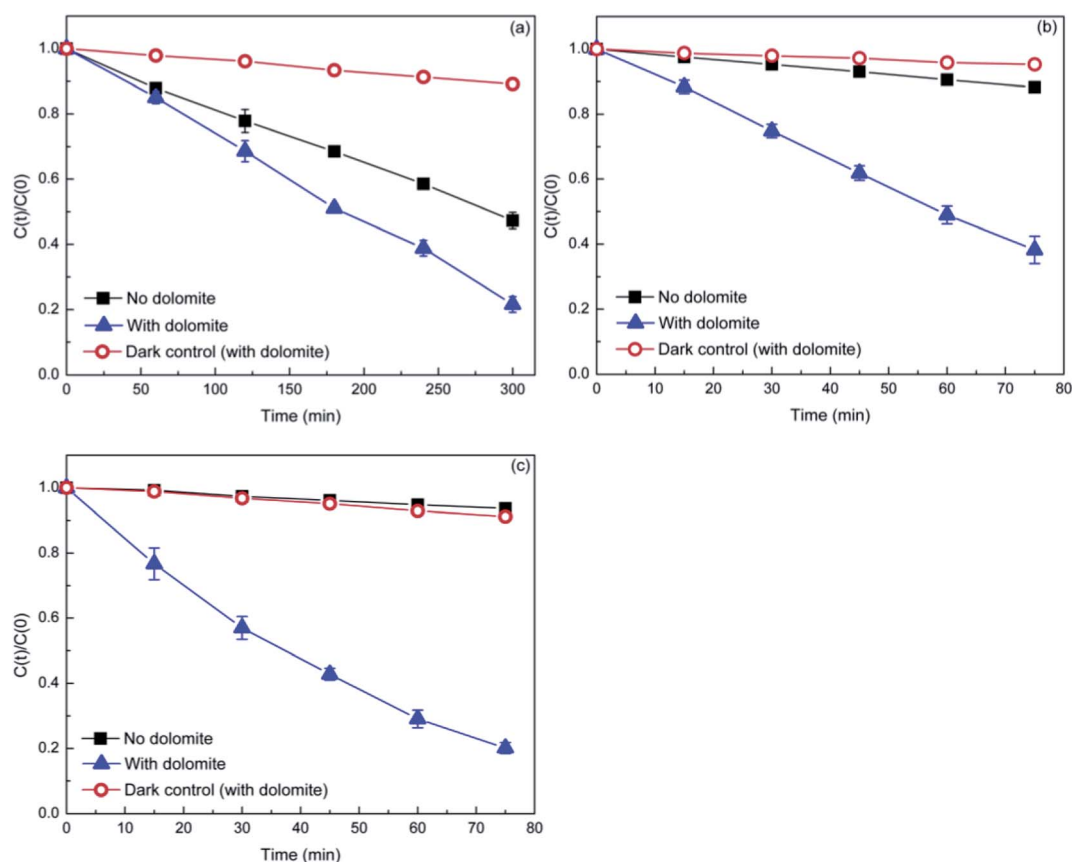 (a)
C(t)/C(0)
1.0
0.8
0.6
0.4
0.2
0.0
No dolomite
With dolomite
Dark control (with dolomite)
0 50 100 150 200 250 300
Time (min)
(b)
C(t)/C(0)
1.0
0.8
0.6
0.4
0.2
0.0
No dolomite
With dolomite
Dark control (with dolomite)
0 10 20 30 40 50 60 70 80
Time (min)
(c)
C(t)/C(0)
1.0
0.8
0.6
0.4
0.2
0.0
No dolomite
With dolomite
Dark control (with dolomite)
0 10 20 30 40 50 60 70 80
Time (min)